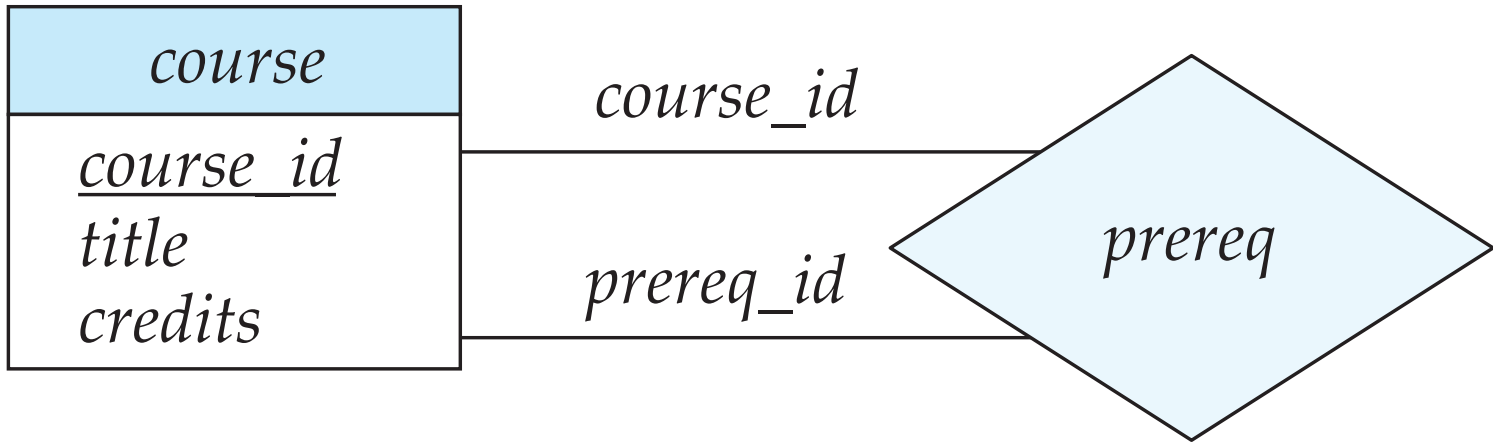 course
course_id
title
credits
course_id
prereq_id
prereq